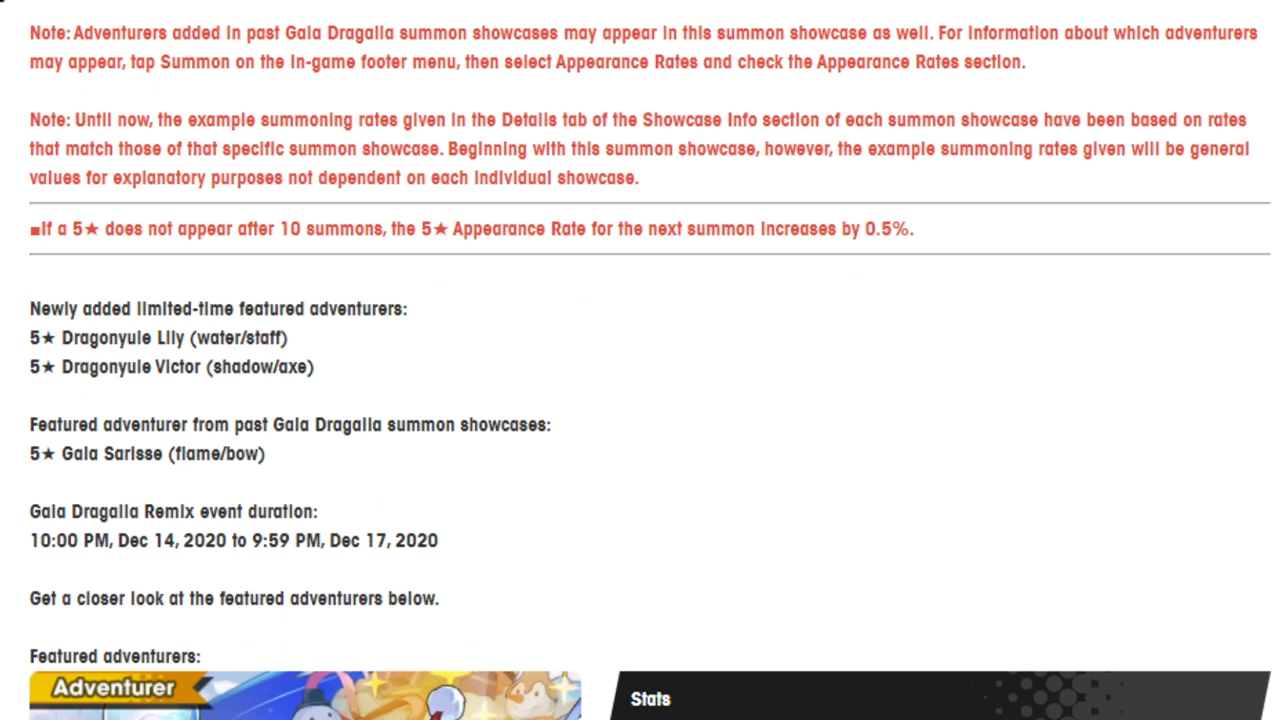 Note: Adventurers added in past Gala Dragalia summon showcases may appear in this summon showcase as well. For information about which adventurers
may appear, tap Summon on the in-game footer menu, then select Appearance Rates and check the Appearance Rates section.
Note: Until now, the example summoning rates given in the Details tab of the Showcase Info section of each summon showcase have been based on rates
that match those of that specific summon showcase. Beginning with this summon showcase, however, the example summoning rates given will be general
values for explanatory purposes not dependent on each individual showcase.
■If a 5★ does not appear after 10 summons, the 5★ Appearance Rate for the next summon increases by 0.5%.
Newly added limited-time featured adventurers:
5★ Dragonyule Lily (water/staff)
5★ Dragonyule Victor (shadow/axe)
Featured adventurer from past Gala Dragalia summon showcases:
5★ Gala Sarisse (flame/bow)
Gala Dragalia Remix event duration:
10:00 PM, Dec 14, 2020 to 9:59 PM, Dec 17, 2020
Get a closer look at the featured adventurers below.
Featured adventurers:
Adventurer
Stats